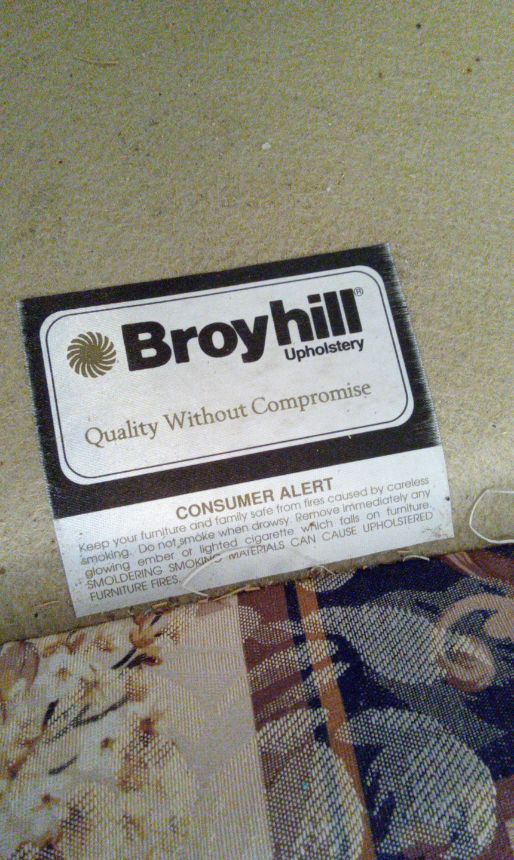 Broyhill®
Upholstery
Quality Without Compromise
CONSUMER ALERT
Keep your furniture and family safe from fires caused by careless
smoking. Do not smoke when drowsy. Remove immediately any
glowing ember or lighted cigarette which falls on furniture.
SMOLDERING SMOKING MATERIALS CAN CAUSE UPHOLSTERED
FURNITURE FIRES.